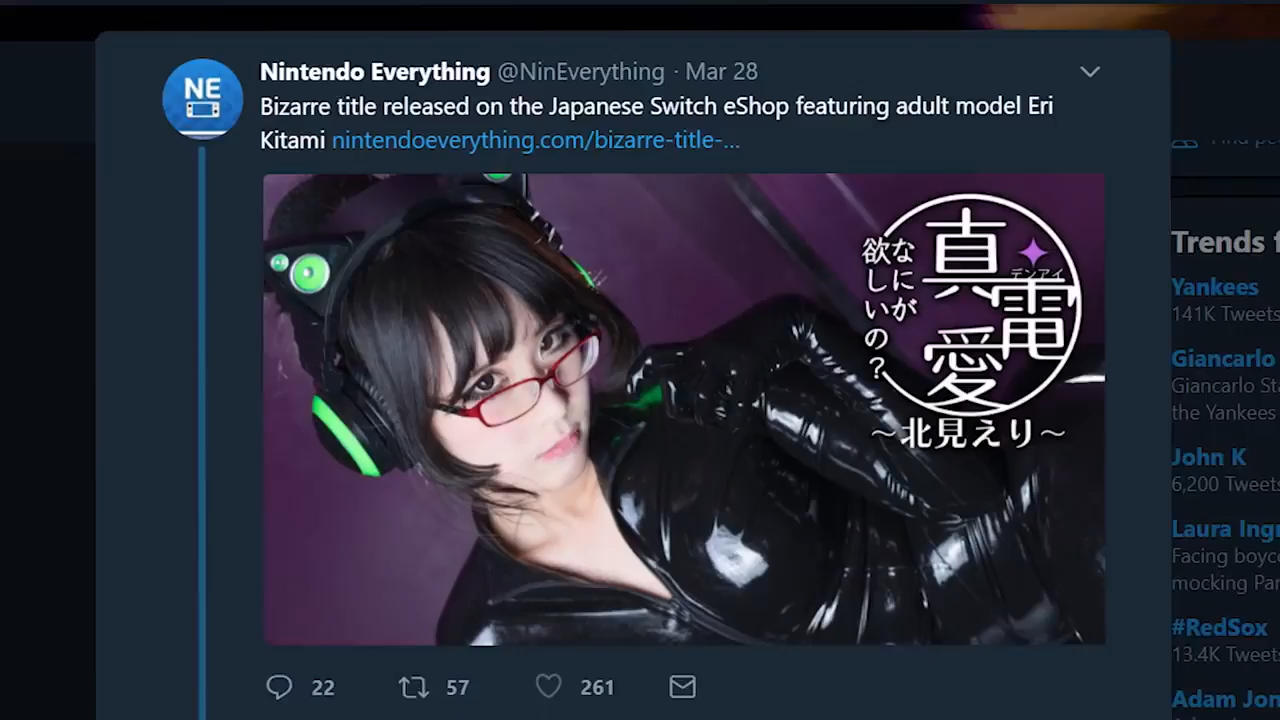 NE
Nintendo Everything @NinEverything · Mar 28
Bizarre title released on the Japanese Switch eShop featuring adult model Eri
Kitami nintendoeverything.com/bizarre-title-...
なにが
欲しいの?
真
電
デンアイ
愛
~北見えり~
22 57 261
Trends f
Yankees
141K Tweets
Giancarlo
Giancarlo St
the Yankees
John K
6,200 Tweets
Laura Ing
Facing boyc
mocking Pa
#RedSox
13.4K Tweet
Adam Jon